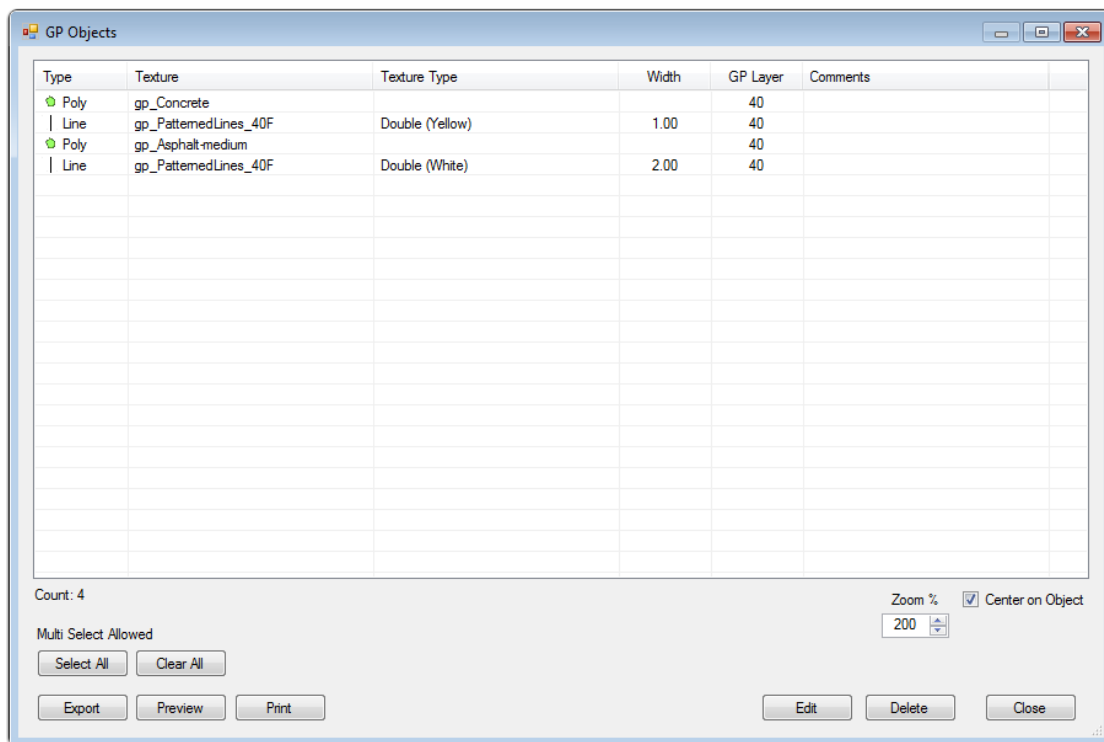 GP Objects
Type Texture Texture Type Width GP Layer Comments
Poly gp_Concrete 40
Line gp_PatternedLines_40F Double (Yellow) 1.00 40
Poly gp_Asphalt-medium 40
Line gp_PatternedLines_40F Double (White) 2.00 40
Count: 4
Zoom % Center on Object
200
Multi Select Allowed
Select All Clear All
Export Preview Print Edit Delete Close